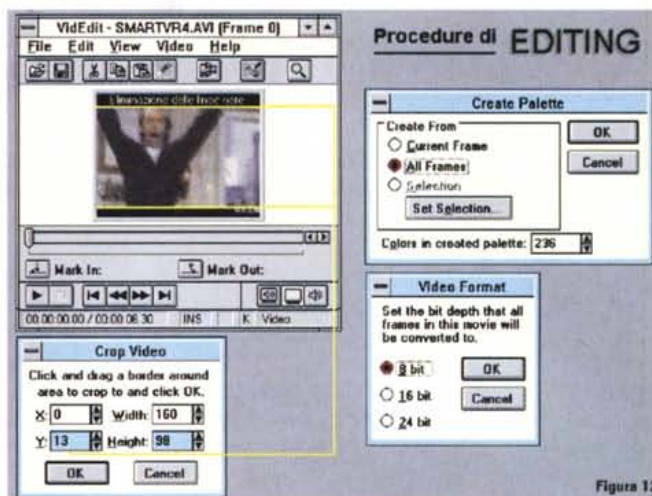 Procedure di EDITING
VidEdit - SMARTVR4.AVI (Frame 0)
File Edit View Video Help
Eliminazione delle linee nere
Mark In: Mark Out:
00:00:00.00 / 00:00:06.30 INS K Video
Create Palette
Create From
Current Frame
All Frames
Selection
Set Selection...
OK
Cancel
Colors in created palette: 236
Video Format
Set the bit depth that all
frames in this movie will
be converted to.
8 bit
16 bit
24 bit
OK
Cancel
Crop Video
Click and drag a border around
area to crop to and click OK.
X: 0 Width: 160
Y: 13 Height: 98
OK Cancel